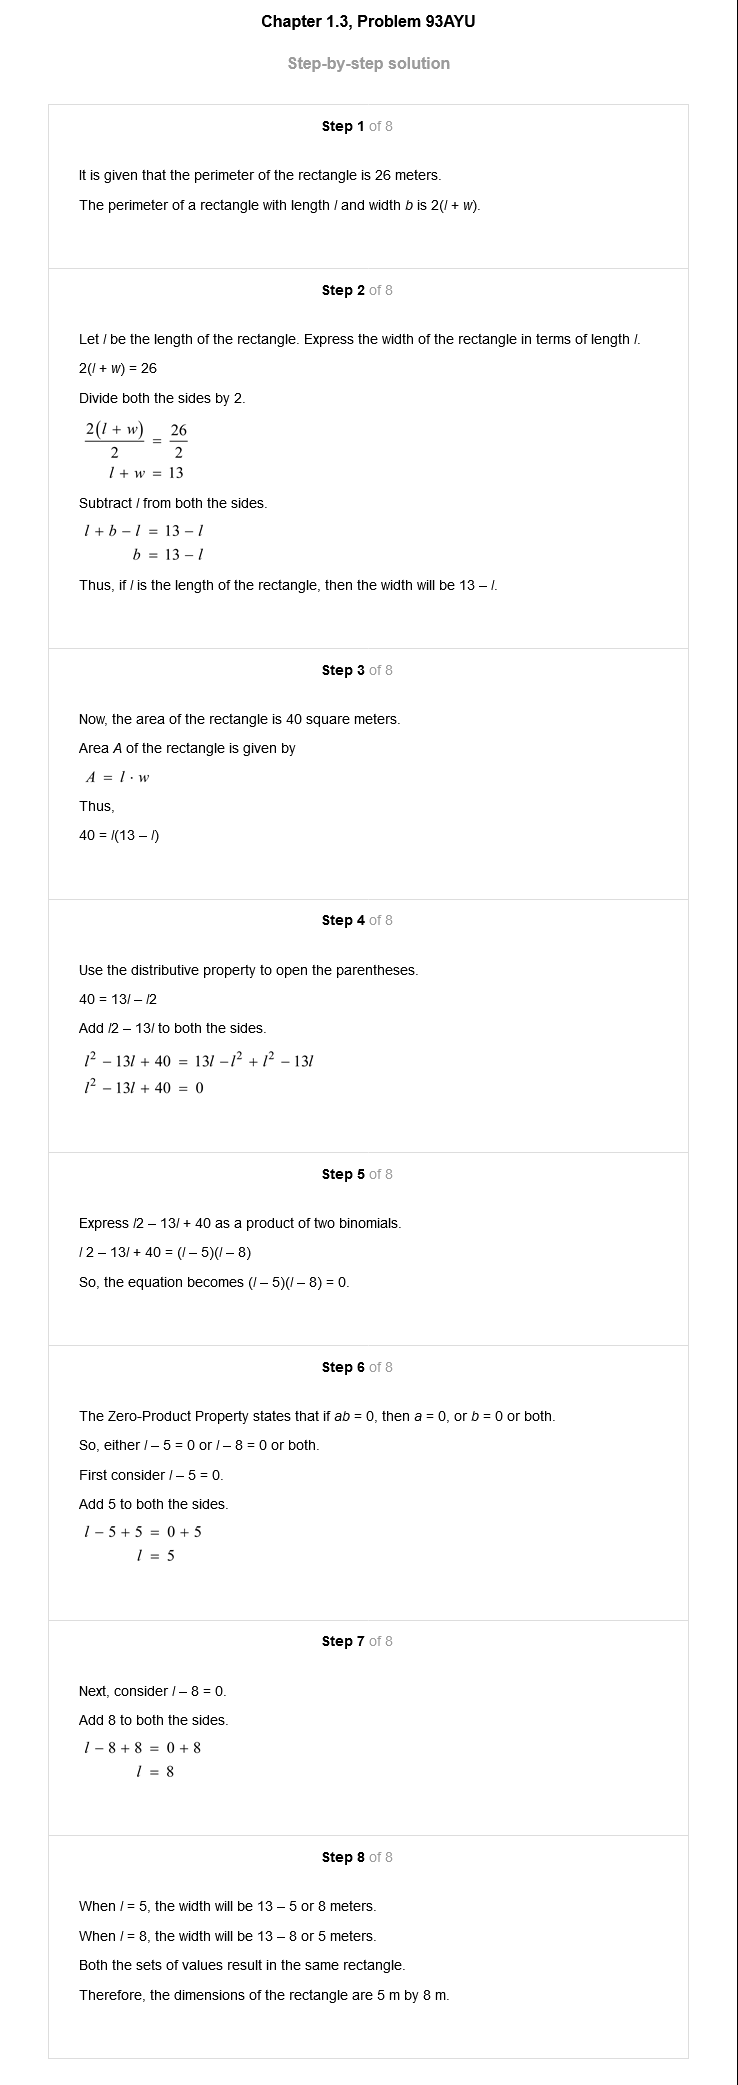 Chapter 1.3, Problem 93AYU
Step-by-step solution
Step 1 of 8
It is given that the perimeter of the rectangle is 26 meters.
The perimeter of a rectangle with length l and width b is 2(l + w).
Step 2 of 8
Let l be the length of the rectangle. Express the width of the rectangle in terms of length l.
2(l + w) = 26
Divide both the sides by 2.
2(l + w)/2 = 26/2
l + w = 13
Subtract l from both the sides.
l + b – l = 13 – l
b = 13 – l
Thus, if l is the length of the rectangle, then the width will be 13 – l.
Step 3 of 8
Now, the area of the rectangle is 40 square meters.
Area A of the rectangle is given by
A = l · w
Thus,
40 = l(13 – l)
Step 4 of 8
Use the distributive property to open the parentheses.
40 = 13l – l2
Add l2 – 13l to both the sides.
l² – 13l + 40 = 13l – l² + l² – 13l
l² – 13l + 40 = 0
Step 5 of 8
Express l2 – 13l + 40 as a product of two binomials.
l 2 – 13l + 40 = (l – 5)(l – 8)
So, the equation becomes (l – 5)(l – 8) = 0.
Step 6 of 8
The Zero-Product Property states that if ab = 0, then a = 0, or b = 0 or both.
So, either l – 5 = 0 or l – 8 = 0 or both.
First consider l – 5 = 0.
Add 5 to both the sides.
l – 5 + 5 = 0 + 5
l = 5
Step 7 of 8
Next, consider l – 8 = 0.
Add 8 to both the sides.
l – 8 + 8 = 0 + 8
l = 8
Step 8 of 8
When l = 5, the width will be 13 – 5 or 8 meters.
When l = 8, the width will be 13 – 8 or 5 meters.
Both the sets of values result in the same rectangle.
Therefore, the dimensions of the rectangle are 5 m by 8 m.